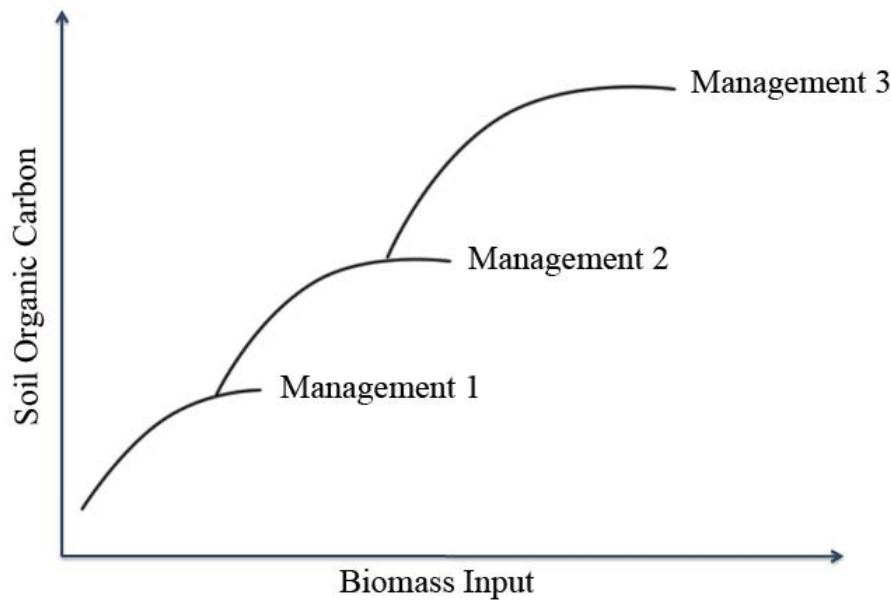 Management 3
Management 2
Management 1
Soil Organic Carbon
Biomass Input